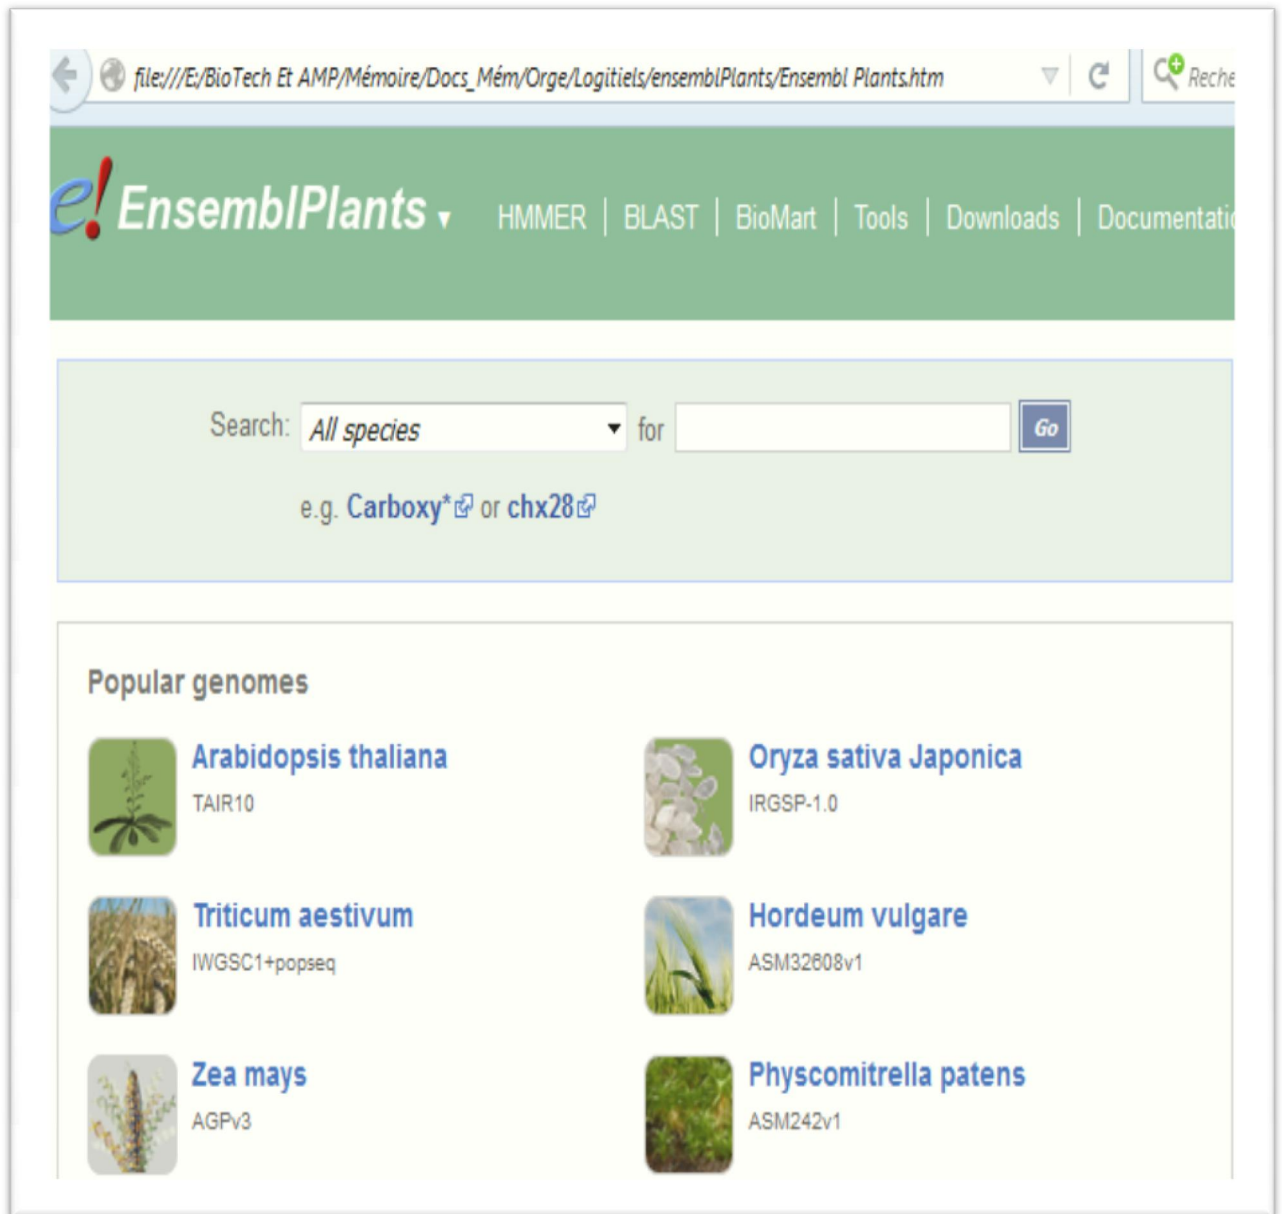 file:///E:/BioTech Et AMP/Mémoire/Docs_Mém/Orge/Logitiels/ensemblPlants/Ensembl Plants.htm Reche
e! EnsemblPlants HMMER | BLAST | BioMart | Tools | Downloads | Documentatio
Search: All species for Go
e.g. Carboxy* or chx28
Popular genomes
Arabidopsis thaliana Oryza sativa Japonica
TAIR10 IRGSP-1.0
Triticum aestivum Hordeum vulgare
IWGSC1+popseq ASM32608v1
Zea mays Physcomitrella patens
AGPv3 ASM242v1